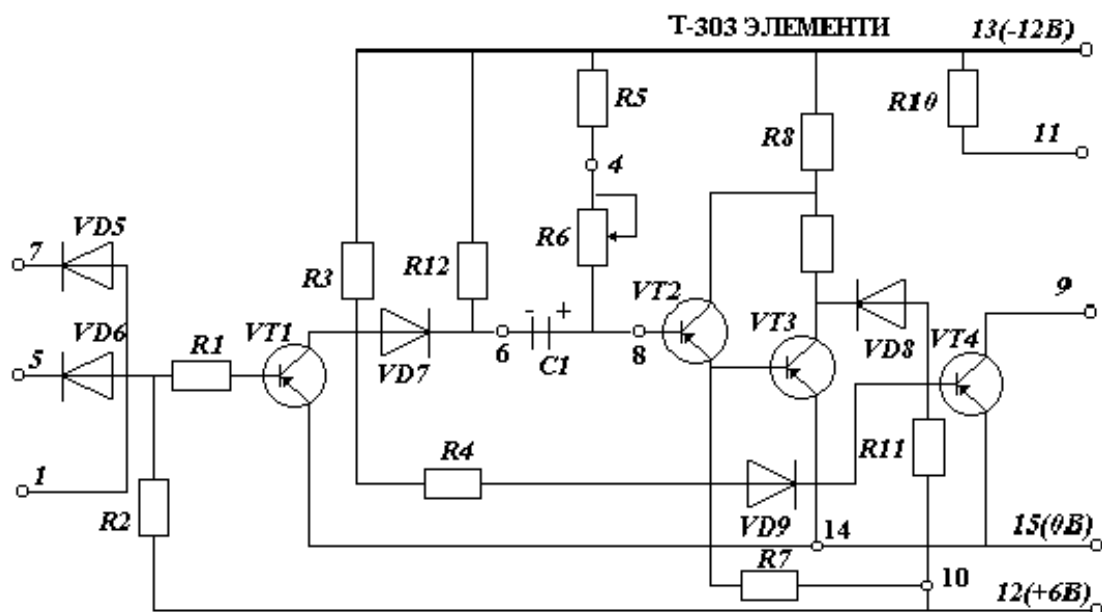 Т-303 ЭЛЕМЕНТИ
13(-12В)
R5
R10
R8
11
4
VD5
7
R6
R3
R12
VT2
9
VD6
VT1
- +
VT3
R1
5
6
8
VD8
VT4
VD7
C1
R4
R11
1
R2
VD9
14
15(0В)
R7
10
12(+6В)